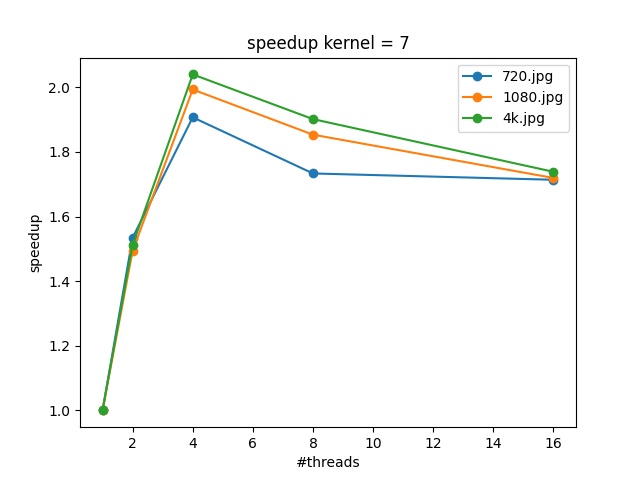 speedup kernel = 7
720.jpg
1080.jpg
4k.jpg
2.0
1.8
1.6
1.4
1.2
1.0
speedup
2 4 6 8 10 12 14 16
#threads